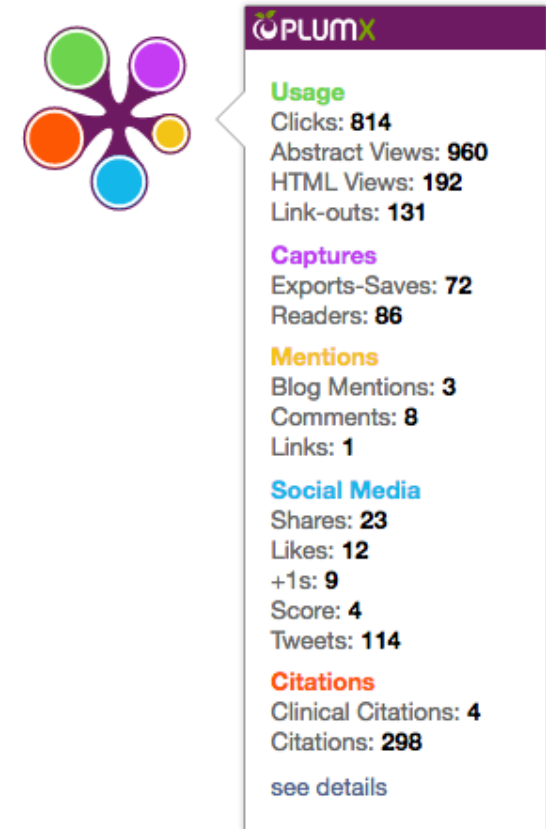 PLUMX
Usage
Clicks: 814
Abstract Views: 960
HTML Views: 192
Link-outs: 131
Captures
Exports-Saves: 72
Readers: 86
Mentions
Blog Mentions: 3
Comments: 8
Links: 1
Social Media
Shares: 23
Likes: 12
+1s: 9
Score: 4
Tweets: 114
Citations
Clinical Citations: 4
Citations: 298
see details